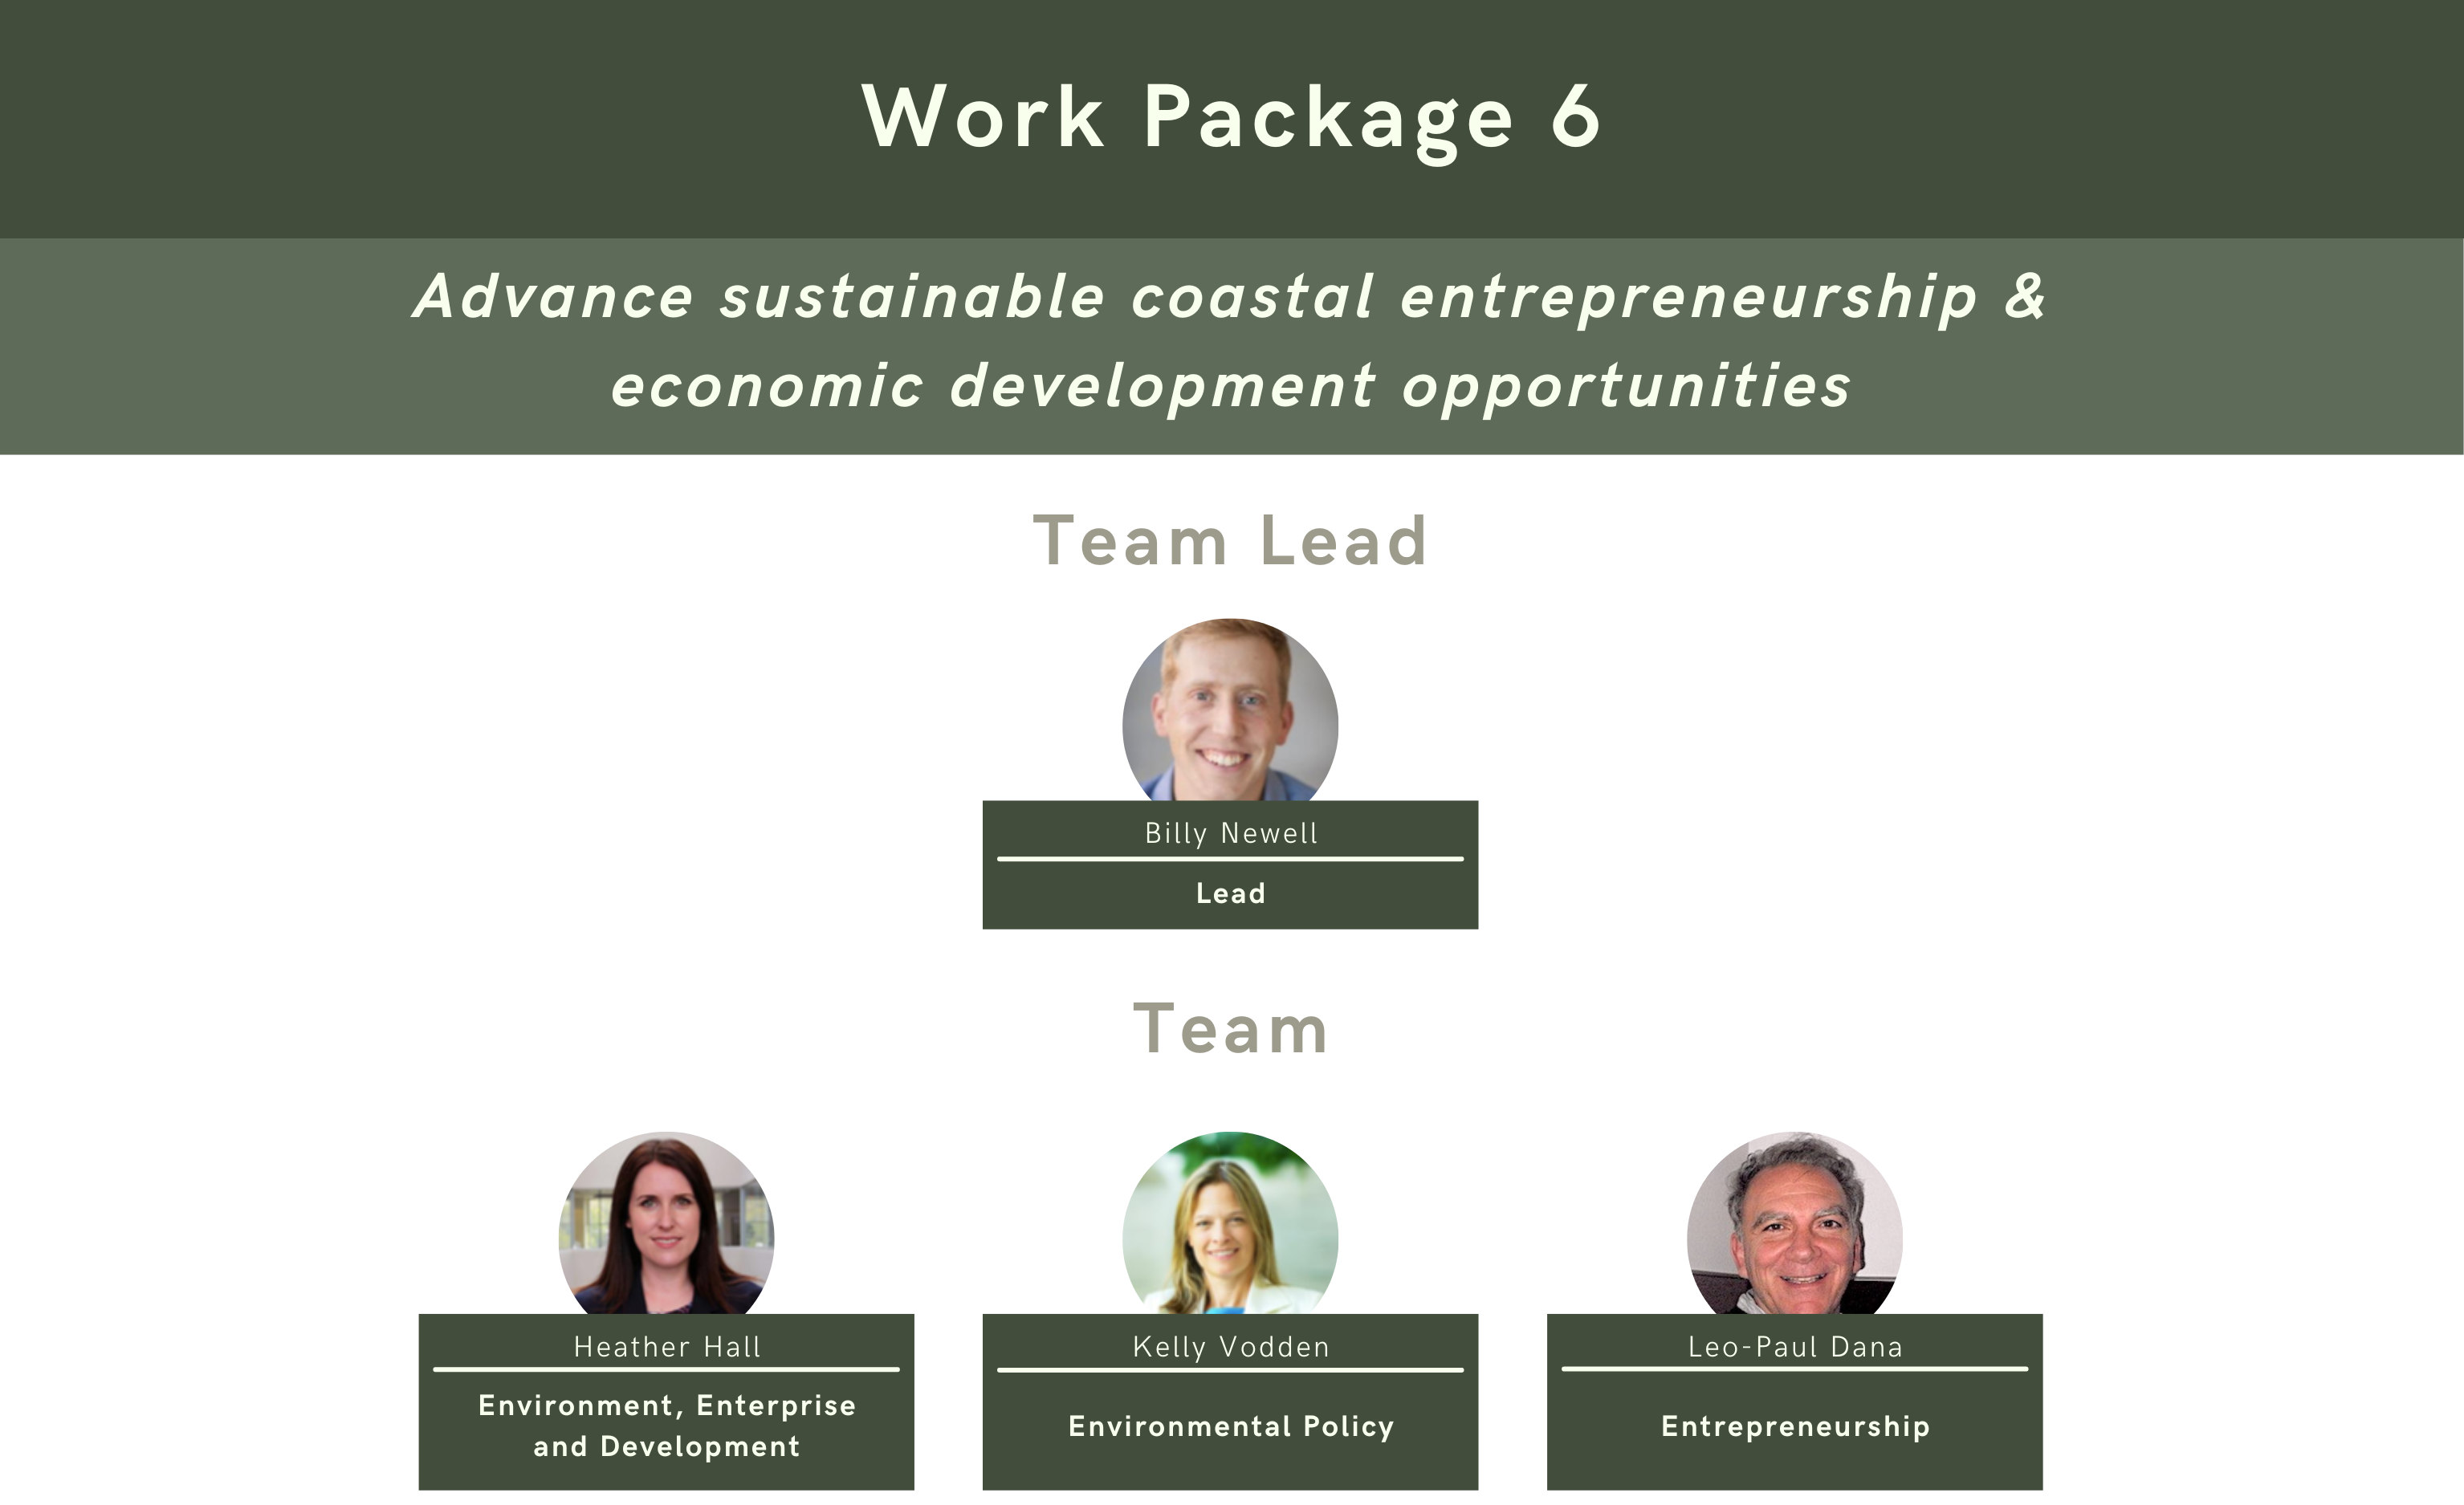 Work Package 6
Advance sustainable coastal entrepreneurship &
economic development opportunities
Team Lead
Billy Newell
Lead
Team
Heather Hall
Environment, Enterprise
and Development
Kelly Vodden
Environmental Policy
Leo-Paul Dana
Entrepreneurship